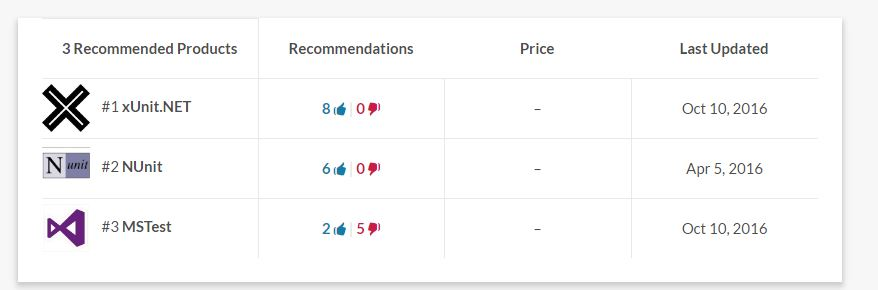 3 Recommended Products Recommendations Price Last Updated
#1 xUnit.NET 8 0 – Oct 10, 2016
N unit #2 NUnit 6 0 – Apr 5, 2016
#3 MSTest 2 5 – Oct 10, 2016